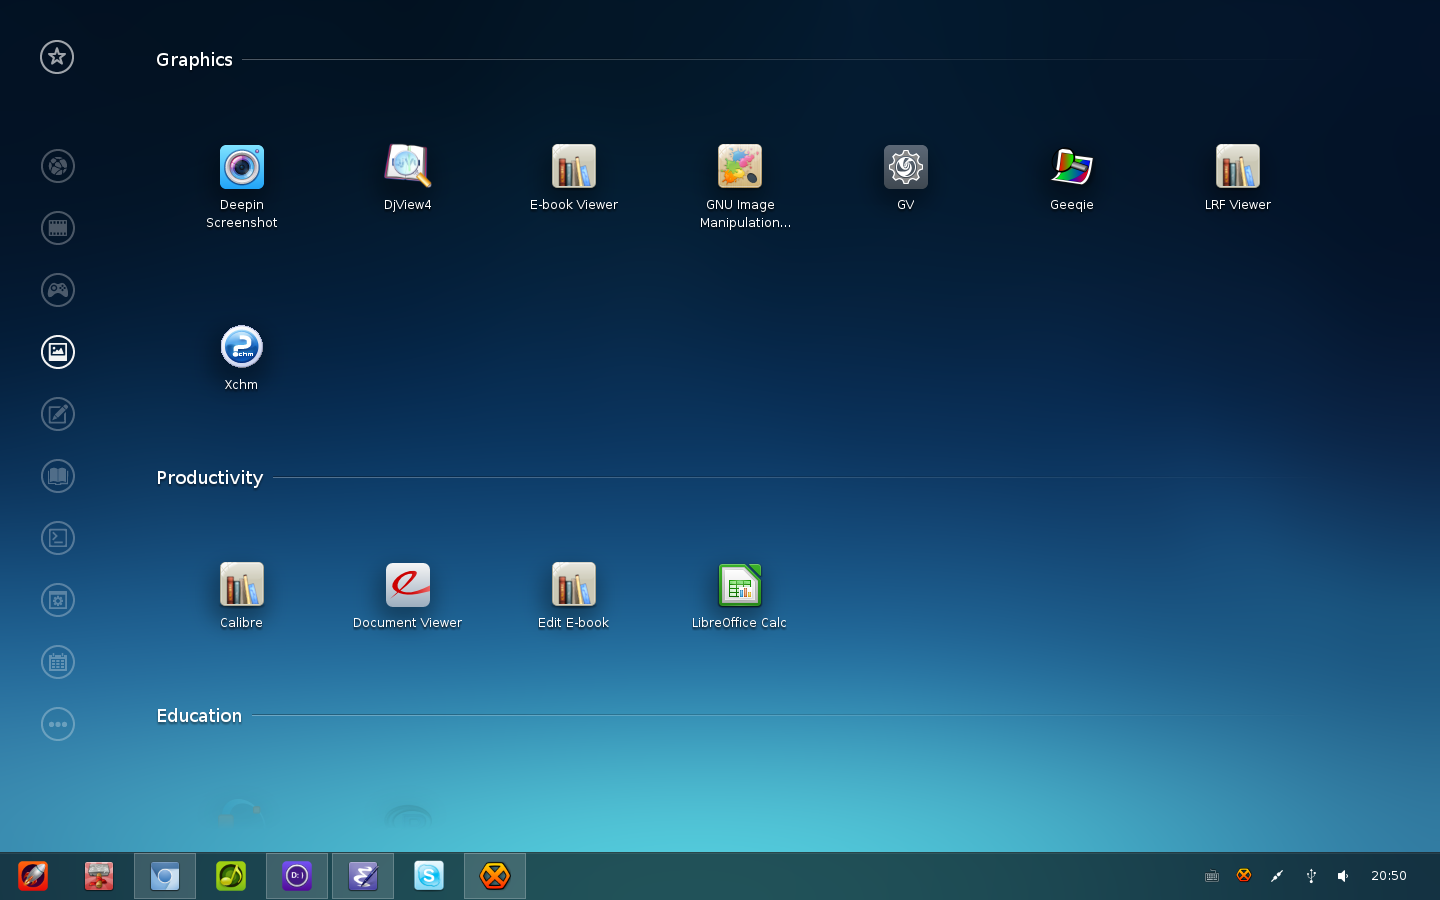 Graphics
Deepin
Screenshot
DjView4
E-book Viewer
GNU Image
Manipulation...
GV
Geeqie
LRF Viewer
chm
Xchm
Productivity
Calibre
Document Viewer
Edit E-book
LibreOffice Calc
Education
D:)
20:50